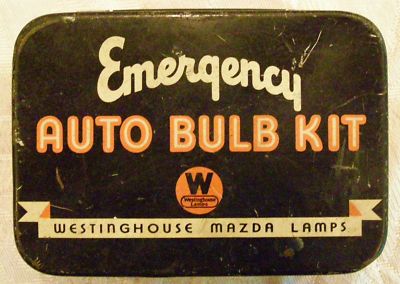 Emergency
AUTO BULB KIT
W
Westinghouse
Lamps
WESTINGHOUSE MAZDA LAMPS